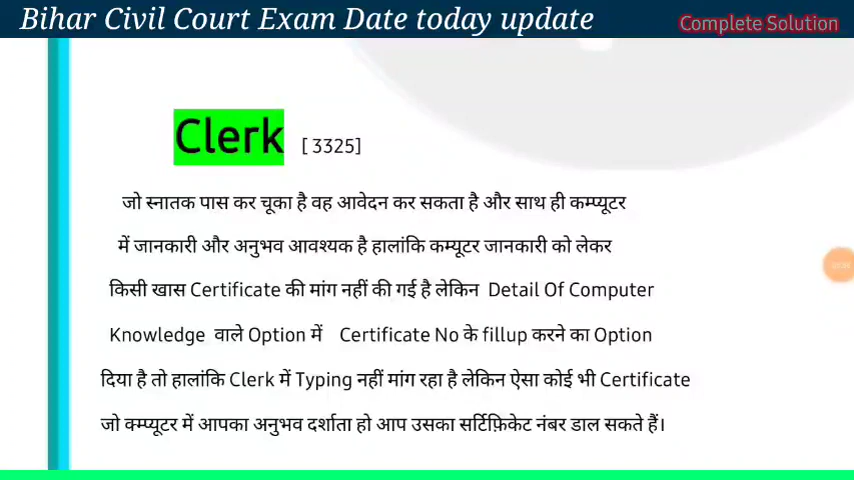 Bihar Civil Court Exam Date today update
Complete Solution
Clerk [ 3325]
जो स्नातक पास कर चूका है वह आवेदन कर सकता है और साथ ही कम्प्यूटर
में जानकारी और अनुभव आवश्यक है हालांकि कम्यूटर जानकारी को लेकर
किसी खास Certificate की मांग नहीं की गई है लेकिन Detail Of Computer
Knowledge वाले Option में Certificate No के fillup करने का Option
दिया है तो हालांकि Clerk में Typing नहीं मांग रहा है लेकिन ऐसा कोई भी Certificate
जो क्म्प्यूटर में आपका अनुभव दर्शाता हो आप उसका सर्टिफ़िकेट नंबर डाल सकते हैं।